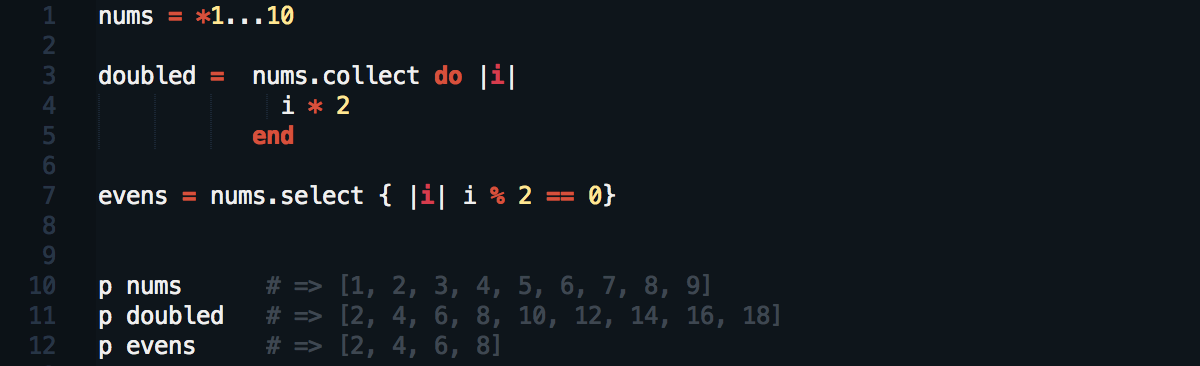 1 nums = *1...10
2
3 doubled =  nums.collect do |i|
4              i * 2
5            end
6
7 evens = nums.select { |i| i % 2 == 0}
8
9
10 p nums      # => [1, 2, 3, 4, 5, 6, 7, 8, 9]
11 p doubled   # => [2, 4, 6, 8, 10, 12, 14, 16, 18]
12 p evens     # => [2, 4, 6, 8]